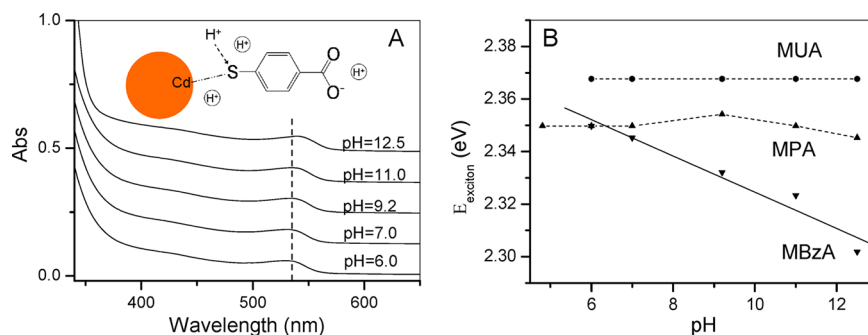 A
H⁺
H⁺
Cd
S
O
O⁻
H⁺
H⁺
1.0
0.5
0.0
Abs
pH=12.5
pH=11.0
pH=9.2
pH=7.0
pH=6.0
400
500
600
Wavelength (nm)
B
2.38
2.36
2.34
2.32
2.30
E_exciton (eV)
MUA
MPA
MBzA
6
8
10
12
pH